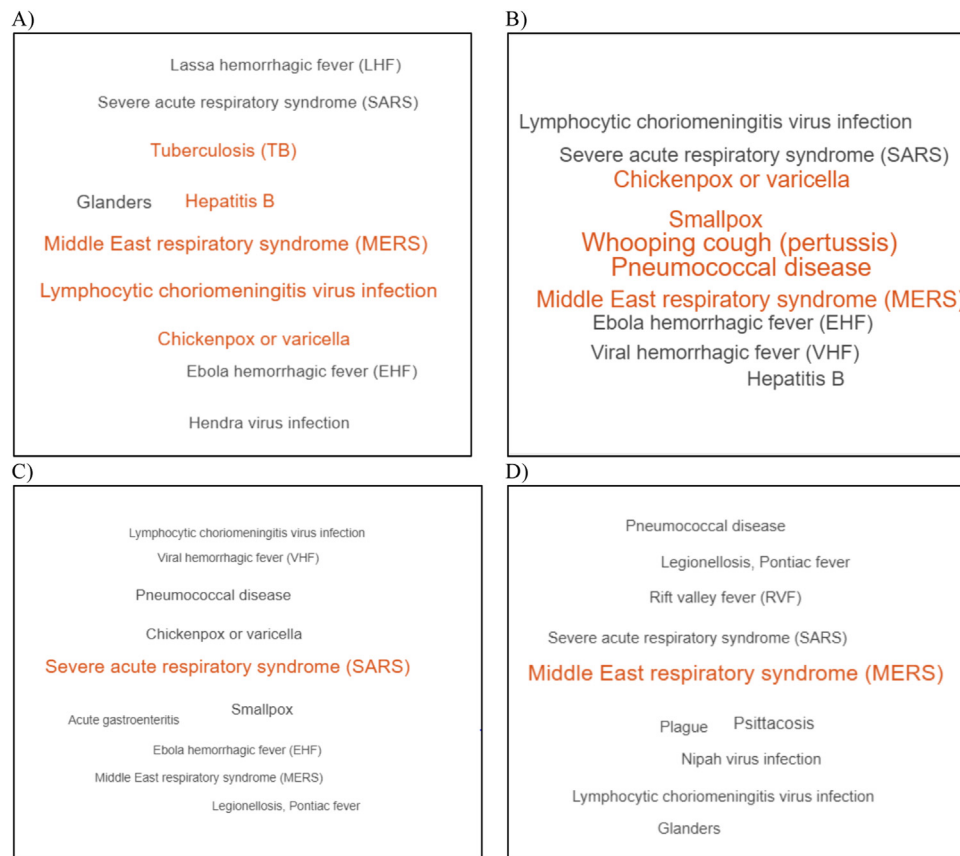 A)
Lassa hemorrhagic fever (LHF)
Severe acute respiratory syndrome (SARS)
Tuberculosis (TB)
Glanders Hepatitis B
Middle East respiratory syndrome (MERS)
Lymphocytic choriomeningitis virus infection
Chickenpox or varicella
Ebola hemorrhagic fever (EHF)
Hendra virus infection
B)
Lymphocytic choriomeningitis virus infection
Severe acute respiratory syndrome (SARS)
Chickenpox or varicella
Smallpox
Whooping cough (pertussis)
Pneumococcal disease
Middle East respiratory syndrome (MERS)
Ebola hemorrhagic fever (EHF)
Viral hemorrhagic fever (VHF)
Hepatitis B
C)
Lymphocytic choriomeningitis virus infection
Viral hemorrhagic fever (VHF)
Pneumococcal disease
Chickenpox or varicella
Severe acute respiratory syndrome (SARS)
Smallpox
Acute gastroenteritis
Ebola hemorrhagic fever (EHF)
Middle East respiratory syndrome (MERS)
Legionellosis, Pontiac fever
D)
Pneumococcal disease
Legionellosis, Pontiac fever
Rift valley fever (RVF)
Severe acute respiratory syndrome (SARS)
Middle East respiratory syndrome (MERS)
Plague Psittacosis
Nipah virus infection
Lymphocytic choriomeningitis virus infection
Glanders